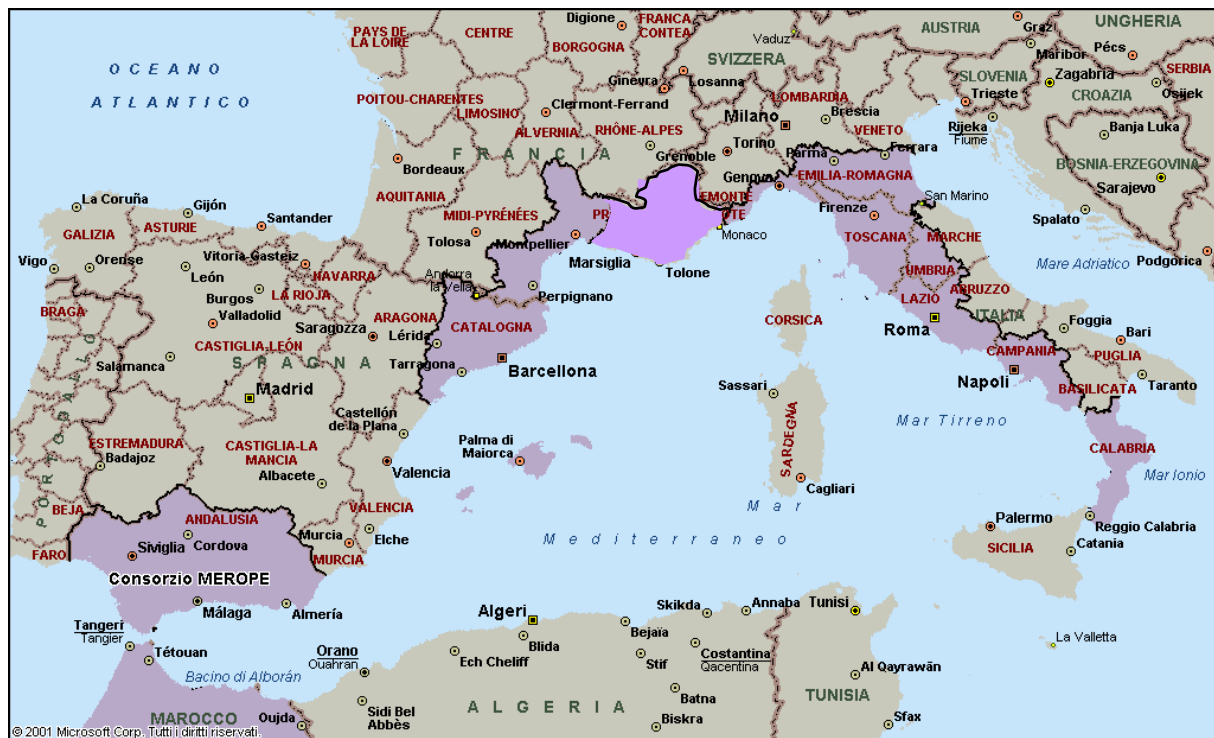 PAYS DE
LA LOIRE
CENTRE
Digione
BORGOGNA
FRANCA
CONTEA
Vaduz
SVIZZERA
AUSTRIA
Graz
UNGHERIA
Maribor
Pécs
SLOVENIA
Zagabria
SERBIA
Osijek
CROAZIA
Trieste
OCEANO
ATLANTICO
Ginevra
Losanna
POITOU-CHARENTES
LIMOSINO
Clermont-Ferrand
ALVERNIA
RHÔNE-ALPES
LOMBARDIA
Milano
Brescia
VENETO
Rijeka
Fiume
Banja Luka
BOSNIA-ERZEGOVINA
Sarajevo
Bordeaux
FRANCIA
Grenoble
Torino
Parma
Ferrara
Genova
EMILIA-ROMAGNA
AQUITANIA
MIDI-PYRÉNÉES
Tolosa
Montpellier
PR
EMONTE
TE
Monaco
Firenze
San Marino
TOSCANA
MARCHE
Spalato
Mare Adriatico
Podgorica
La Coruña
Gijón
Santander
GALIZIA
ASTURIE
Vigo
Orense
León
Vitoria-Gasteiz
NAVARRA
LA RIOJA
Burgos
Valladolid
Andorra
la Vella
Perpignano
Marsiglia
Tolone
UMBRIA
LAZIO
ABRUZZO
ITALIA
Roma
Foggia
Bari
BRAGA
ARAGONA
Saragozza
Lérida
CATALOGNA
CORSICA
CAMPANIA
PUGLIA
Napoli
BASILICATA
Taranto
CASTIGLIA-LEÓN
Salamanca
SPAGNA
Tarragona
Barcellona
Madrid
Sassari
Mar Tirreno
PORTOGALLO
Castellón
de la Plana
ESTREMADURA
Badajoz
CASTIGLIA-LA
MANCIA
Albacete
Palma di
Maiorca
Valencia
SARDEGNA
Cagliari
CALABRIA
Mar Ionio
BEJA
VALENCIA
Mar
Mediterraneo
ANDALUSIA
Cordova
Siviglia
Murcia
Elche
MURCIA
FARO
Palermo
Reggio Calabria
SICILIA
Catania
Consorzio MEROPE
Málaga
Almería
Algeri
Skikda
Annaba
Tunisi
Tangeri
Tangier
Tétouan
Orano
Ouahran
Blida
Bejaïa
Ech Cheliff
Stif
Costantina
Qacentina
La Valletta
Bacino di Alborán
Al Qayrawān
Batna
TUNISIA
MAROCCO
Oujda
Sidi Bel
Abbès
ALGERIA
Biskra
Sfax
© 2001 Microsoft Corp. Tutti i diritti riservati.